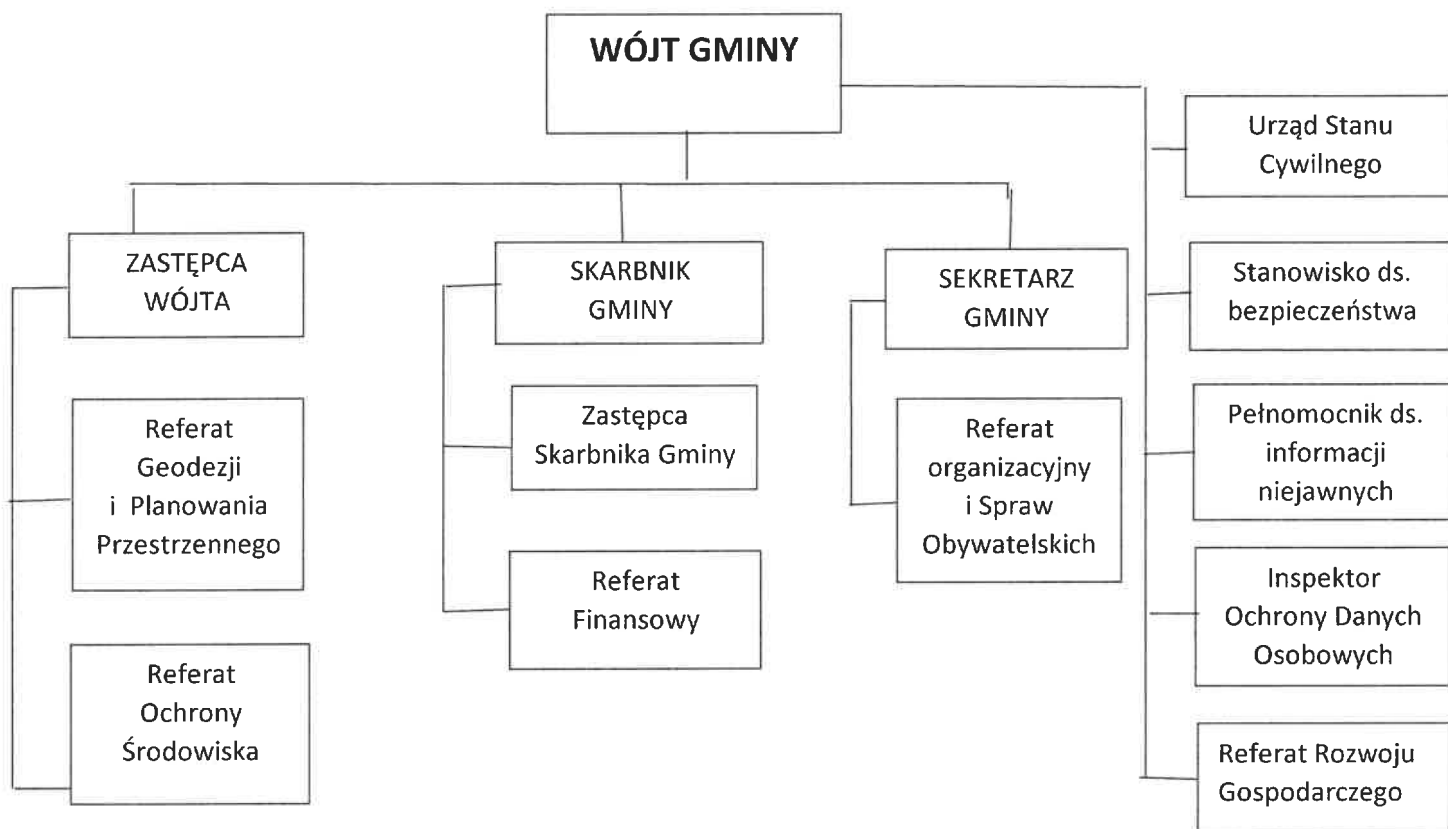 WÓJT GMINY
ZASTĘPCA
WÓJTA
Referat
Geodezji
i Planowania
Przestrzennego
Referat
Ochrony
Środowiska
SKARBNIK
GMINY
Zastępca
Skarbnika Gminy
Referat
Finansowy
SEKRETARZ
GMINY
Referat
organizacyjny
i Spraw
Obywatelskich
Urząd Stanu
Cywilnego
Stanowisko ds.
bezpieczeństwa
Pełnomocnik ds.
informacji
niejawnych
Inspektor
Ochrony Danych
Osobowych
Referat Rozwoju
Gospodarczego